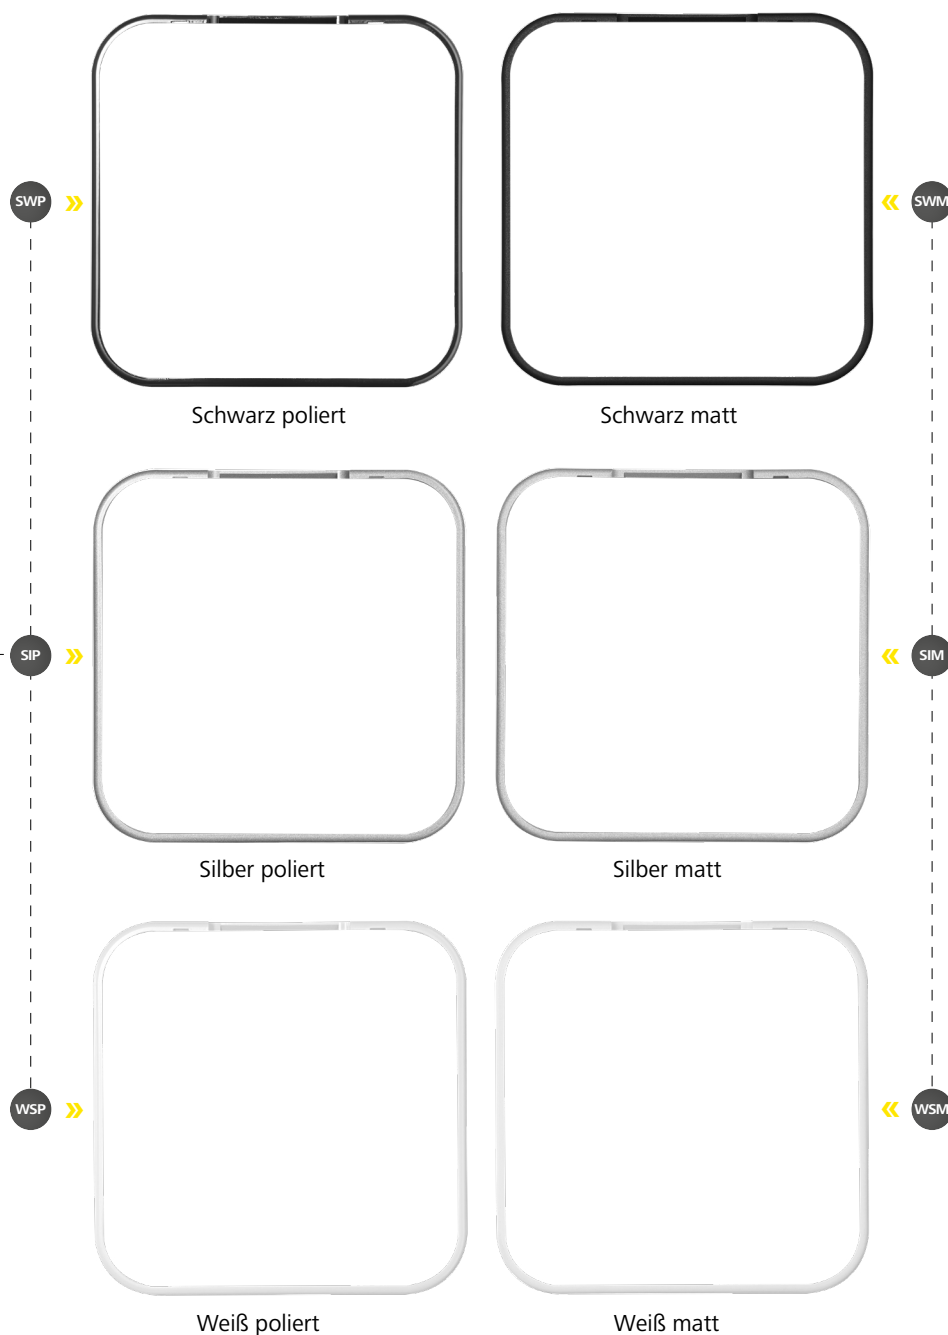 SWP
»
«
SWM
Schwarz poliert
Schwarz matt
SIP
»
«
SIM
Silber poliert
Silber matt
WSP
»
«
WSM
Weiß poliert
Weiß matt